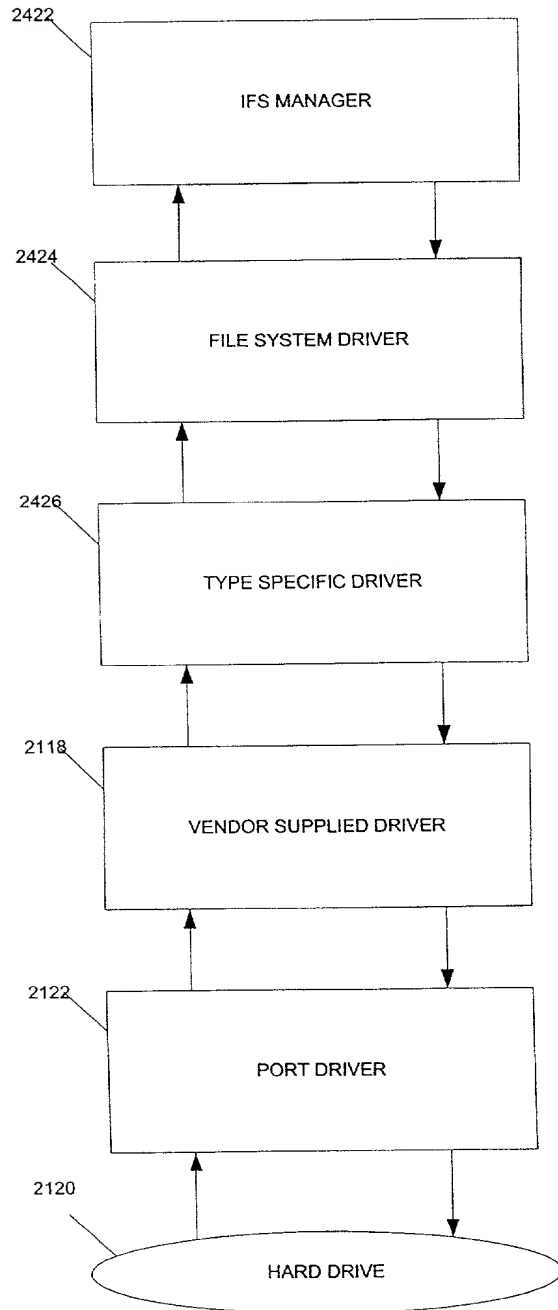 2422
IFS MANAGER
2424
FILE SYSTEM DRIVER
2426
TYPE SPECIFIC DRIVER
2118
VENDOR SUPPLIED DRIVER
2122
PORT DRIVER
2120
HARD DRIVE